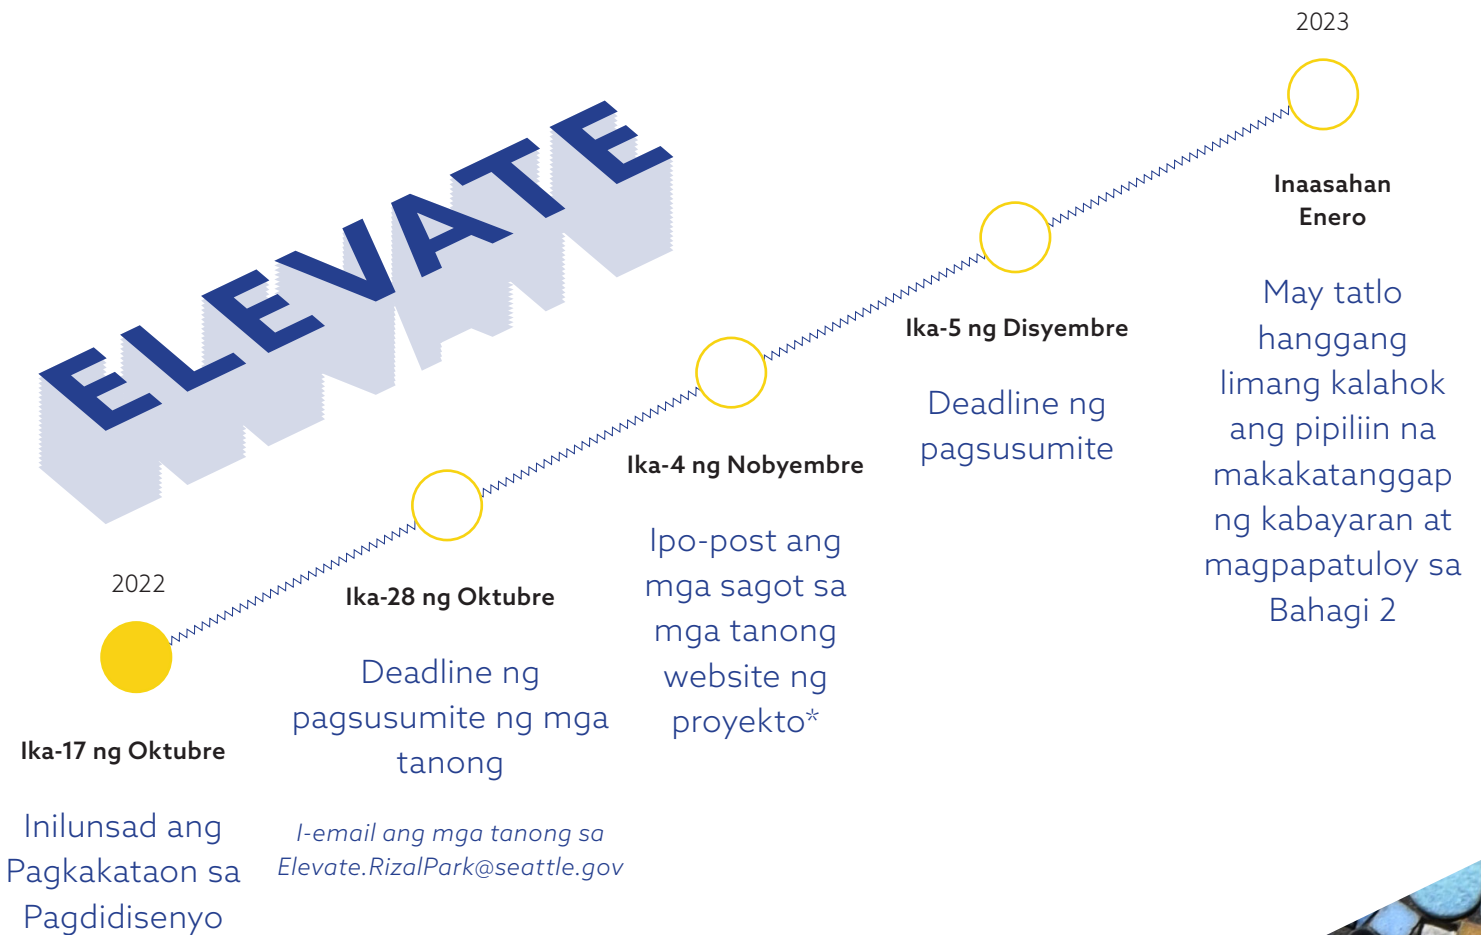 ELEVATE
2022
Ika-17 ng Oktubre
Inilunsad ang
Pagkakataon sa
Pagdidisenyo
Ika-28 ng Oktubre
Deadline ng
pagsusumite ng mga
tanong
I-email ang mga tanong sa
Elevate.RizalPark@seattle.gov
Ika-4 ng Nobyembre
Ipo-post ang
mga sagot sa
mga tanong
website ng
proyekto*
Ika-5 ng Disyembre
Deadline ng
pagsusumite
2023
Inaasahan
Enero
May tatlo
hanggang
limang kalahok
ang pipiliin na
makakatanggap
ng kabayaran at
magpapatuloy sa
Bahagi 2